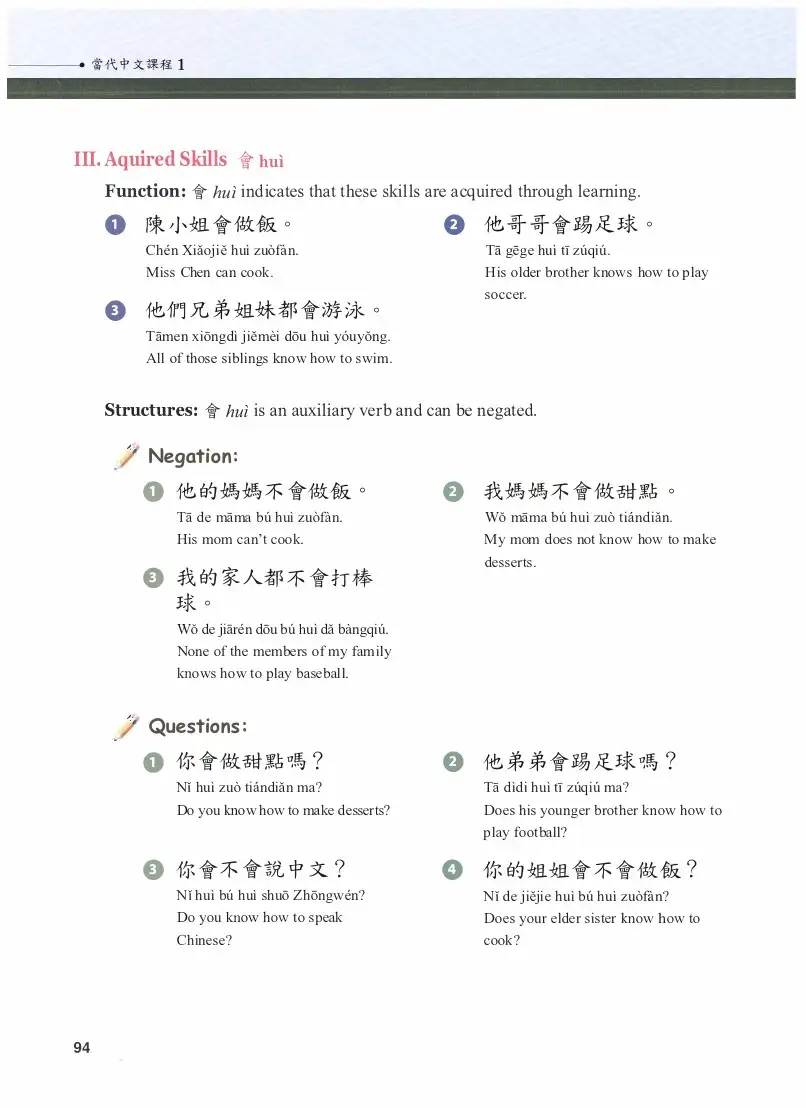 當代中文課程 1
III. Aquired Skills 會 huì
Function: 會 huì indicates that these skills are acquired through learning.
1 陳小姐會做飯。
Chén Xiǎojiě huì zuòfàn.
Miss Chen can cook.
2 他哥哥會踢足球。
Tā gēge huì tī zúqiú.
His older brother knows how to play
soccer.
3 他們兄弟姐妹都會游泳。
Tāmen xiōngdì jiěmèi dōu huì yóuyǒng.
All of those siblings know how to swim.
Structures: 會 huì is an auxiliary verb and can be negated.
Negation:
1 他的媽媽不會做飯。
Tā de māma bú huì zuòfàn.
His mom can't cook.
2 我媽媽不會做甜點。
Wǒ māma bú huì zuò tiándiǎn.
My mom does not know how to make
desserts.
3 我的家人都不會打棒
球。
Wǒ de jiārén dōu bú huì dǎ bàngqiú.
None of the members of my family
knows how to play baseball.
Questions:
1 你會做甜點嗎？
Nǐ huì zuò tiándiǎn ma?
Do you know how to make desserts?
2 他弟弟會踢足球嗎？
Tā dìdi huì tī zúqiú ma?
Does his younger brother know how to
play football?
3 你會不會說中文？
Nǐ huì bú huì shuō Zhōngwén?
Do you know how to speak
Chinese?
4 你的姐姐會不會做飯？
Nǐ de jiějie huì bú huì zuòfàn?
Does your elder sister know how to
cook?
94